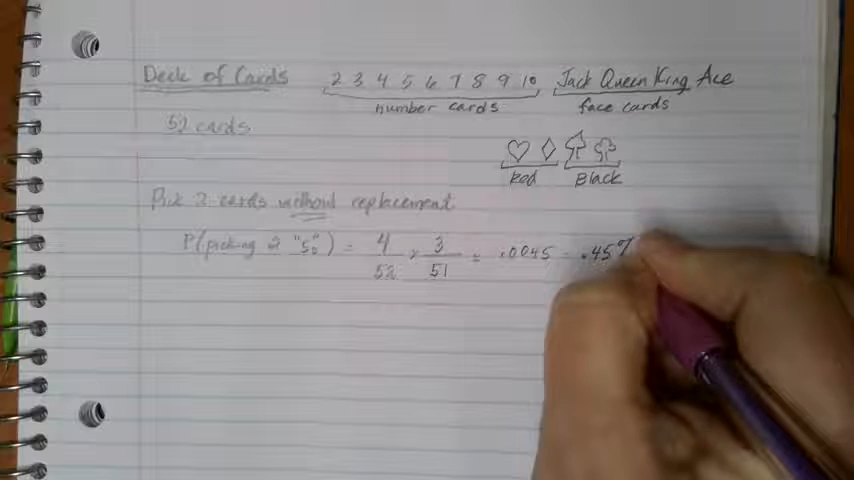 Deck of Cards 2 3 4 5 6 7 8 9 10 Jack Queen King Ace
number cards face cards
52 cards
Red Black
Pick 2 cards without replacement
P(picking 2 "5s") = 4/52 × 3/51 = .0045 = .45%